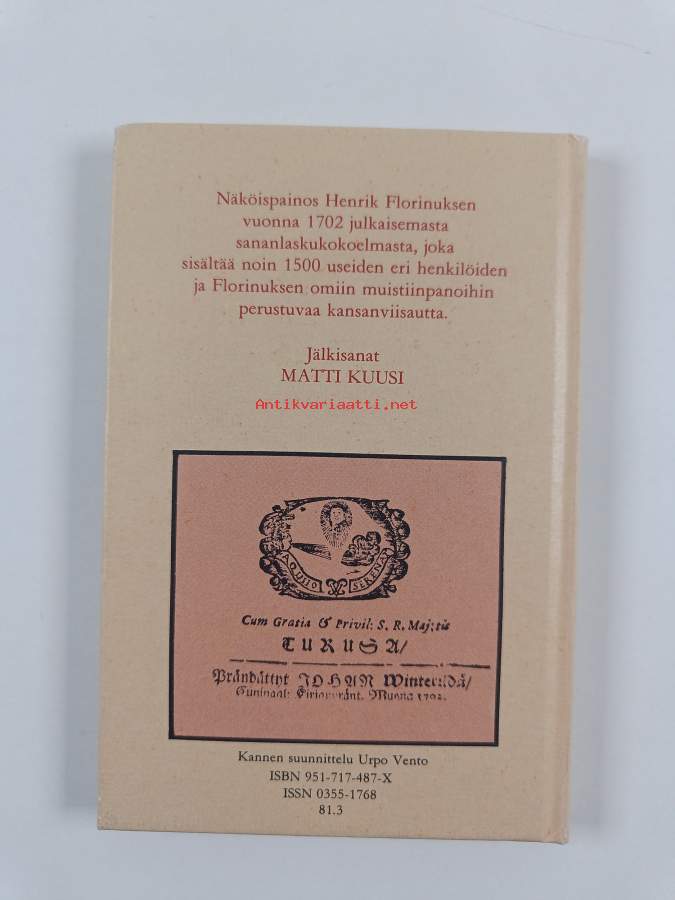 Näköispainos Henrik Florinuksen
vuonna 1702 julkaisemasta
sananlaskukokoelmasta, joka
sisältää noin 1500 useiden eri henkilöiden
ja Florinuksen omiin muistiinpanoihin
perustuvaa kansanviisautta.
Jälkisanat
MATTI KUUSI
Antikvariaatti.net
Cum Gratia & Privil: S. R. Maj:tis
TURUSA/
Prändättyt JOHAN
Kannen suunnittelu Urpo Vento
ISBN 951-717-487-X
ISSN 0355-1768
81.3